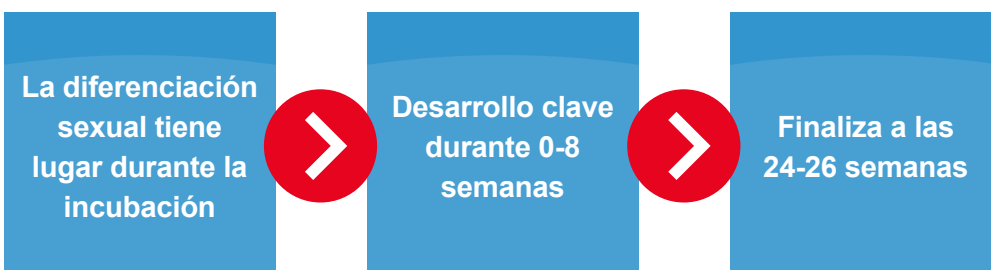 La diferenciación
sexual tiene
lugar durante la
incubación
Desarrollo clave
durante 0-8
semanas
Finaliza a las
24-26 semanas